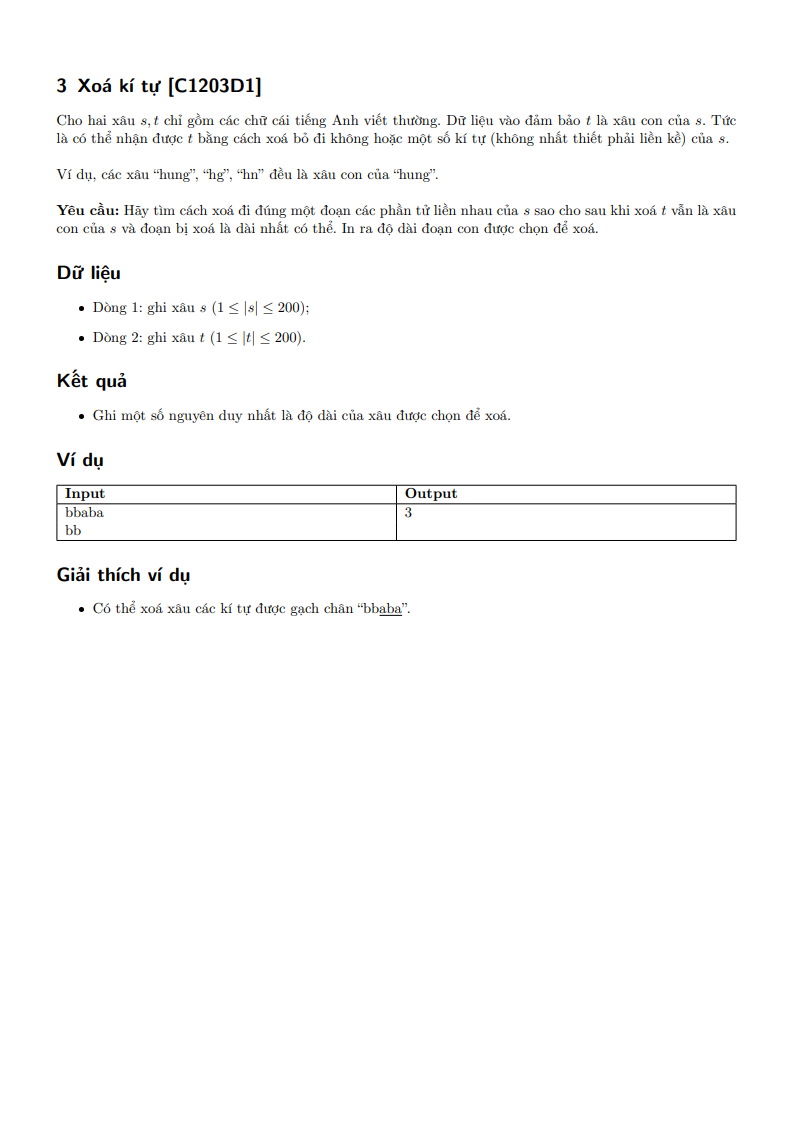 3 Xoá kí tự [C1203D1]
Cho hai xâu s, t chỉ gồm các chữ cái tiếng Anh viết thường. Dữ liệu vào đảm bảo t là xâu con của s. Tức
là có thể nhận được t bằng cách xoá bỏ đi không hoặc một số kí tự (không nhất thiết phải liền kề) của s.
Ví dụ, các xâu “hung”, “hg”, “hn” đều là xâu con của “hung”.
Yêu cầu: Hãy tìm cách xoá đi đúng một đoạn các phần tử liền nhau của s sao cho sau khi xoá t vẫn là xâu
con của s và đoạn bị xoá là dài nhất có thể. In ra độ dài đoạn con được chọn để xoá.
Dữ liệu
• Dòng 1: ghi xâu s (1 ≤ |s| ≤ 200);
• Dòng 2: ghi xâu t (1 ≤ |t| ≤ 200).
Kết quả
• Ghi một số nguyên duy nhất là độ dài của xâu được chọn để xoá.
Ví dụ
Input Output
bbaba 3
bb
Giải thích ví dụ
• Có thể xoá xâu các kí tự được gạch chân “bbaba”.